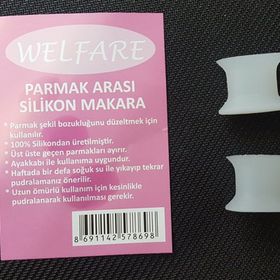 WELFARE
PARMAK ARASI
SİLİKON MAKARA
* Parmak şekil bozukluğunu düzeltmek için
kullanılır.
* 100% Silikondan üretilmiştir.
* Üst üste geçen parmakları ayırır.
* Ayakkabı ile kullanıma uygundur.
* Haftada bir defa soğuk su ile yıkayıp tekrar
pudralamanız önerilir.
* Uzun ömürlü kullanım için kesinlikle
pudralanarak kullanılması gerekir.
8 691142 578698